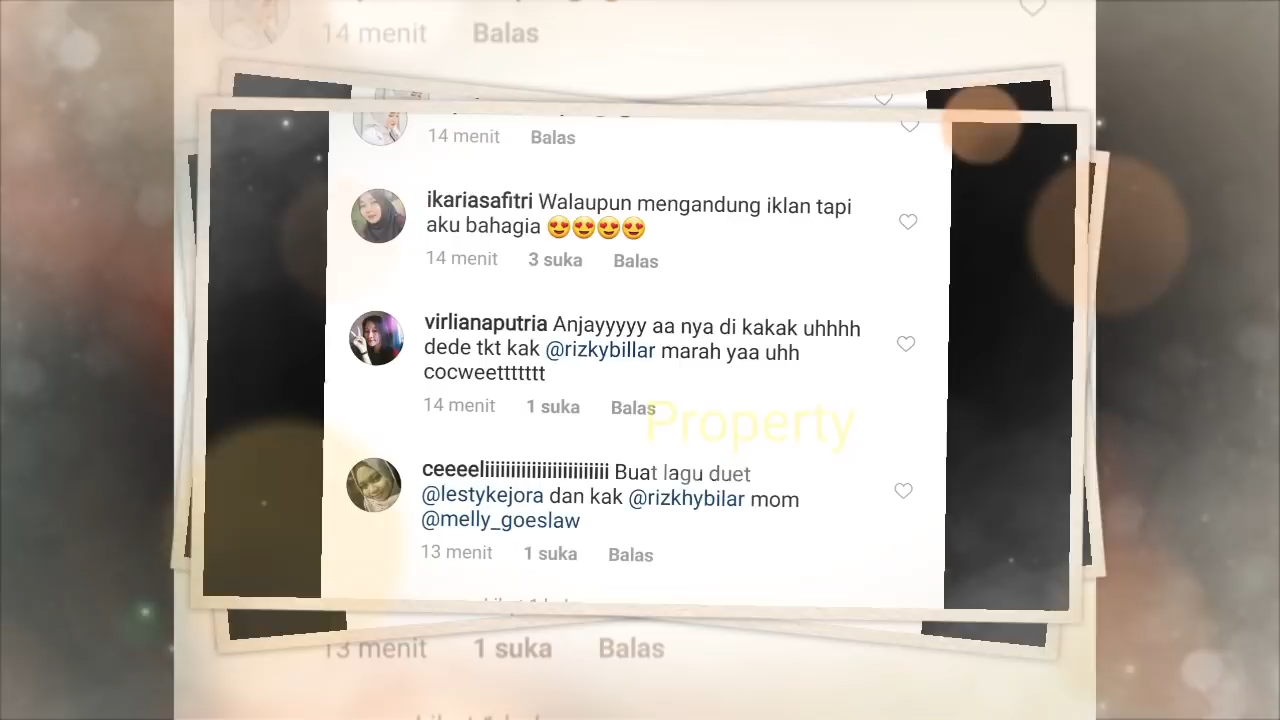 14 menit Balas
14 menit Balas
ikariasafitri Walaupun mengandung iklan tapi
aku bahagia 😍😍😍😍
14 menit 3 suka Balas
virlianaputria Anjayyyyy aa nya di kakak uhhhh
dede tkt kak @rizkybillar marah yaa uhh
cocweettttttt
14 menit 1 suka Balas
Property
ceeeeliiiiiiiiiiiiiiiiiiiiiiii Buat lagu duet
@lestykejora dan kak @rizkhybilar mom
@melly_goeslaw
13 menit 1 suka Balas
13 menit 1 suka Balas